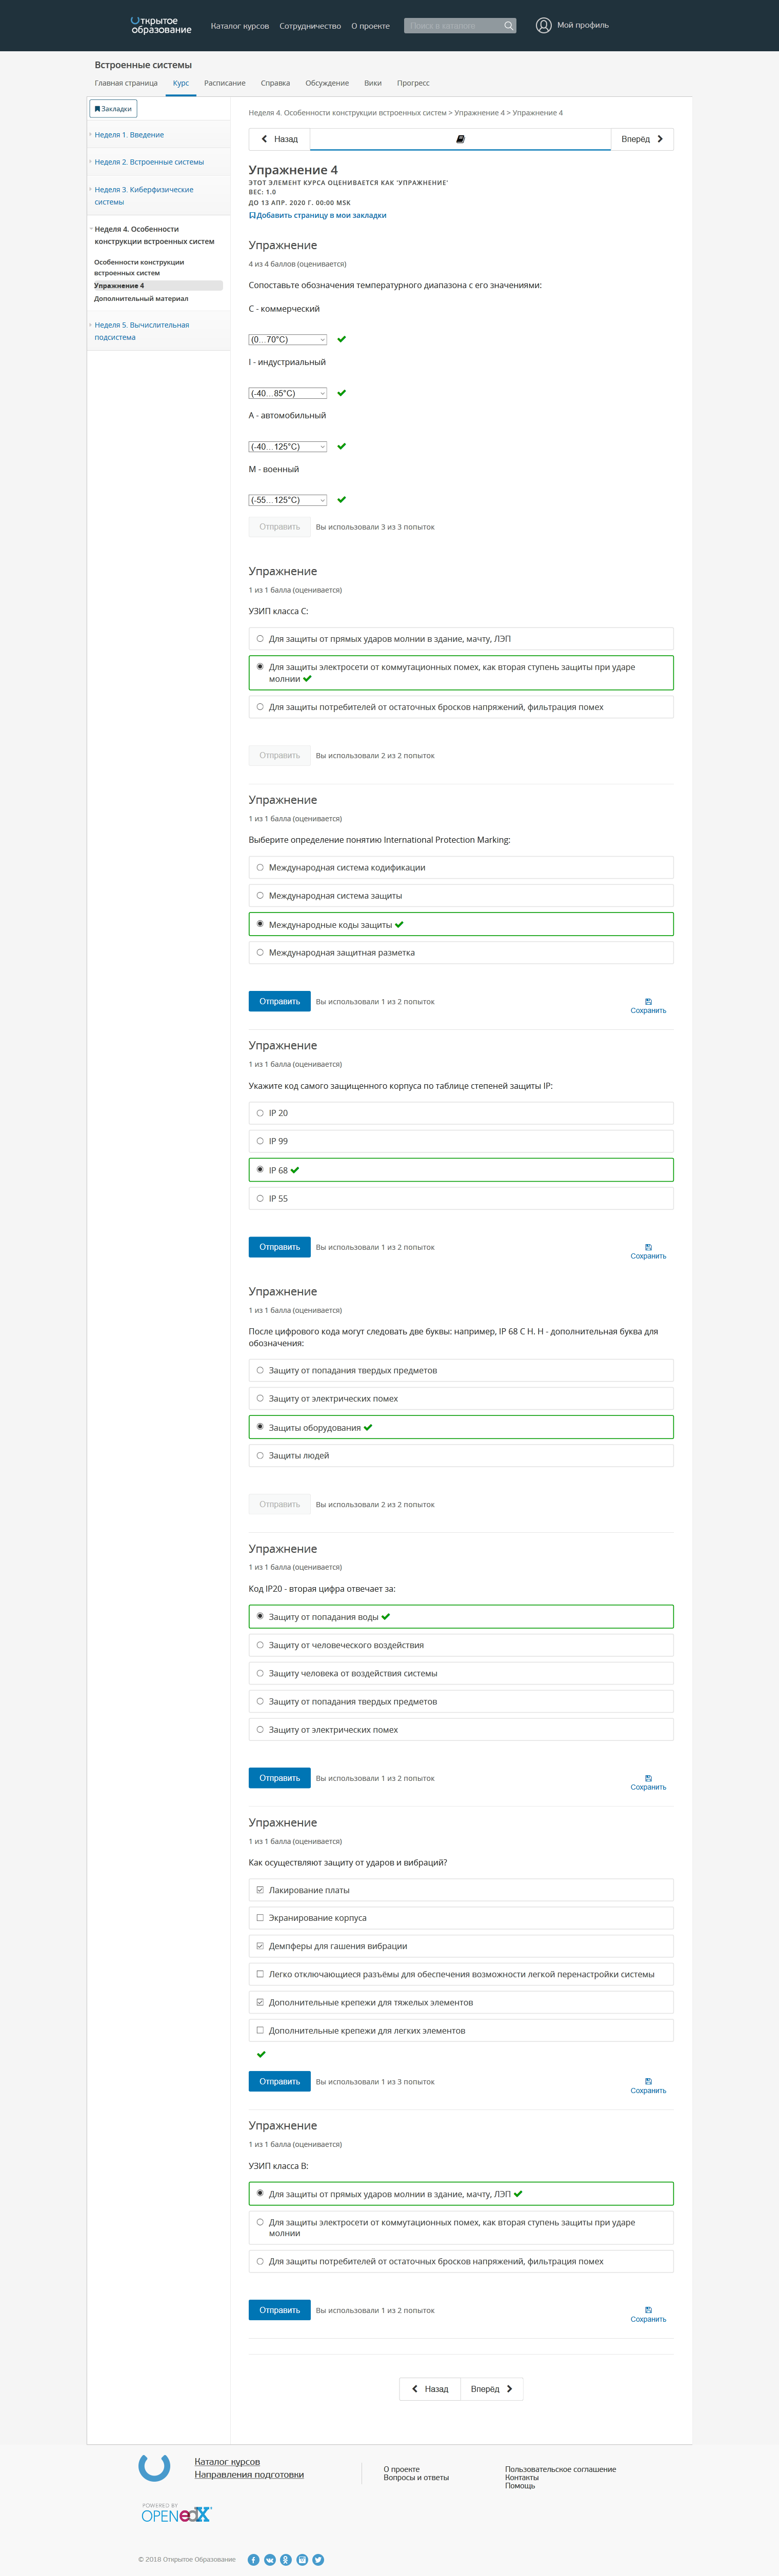 Открытое
образование
Каталог курсов
Сотрудничество
О проекте
Поиск в каталоге
Мой профиль
Встроенные системы
Главная страница
Курс
Расписание
Справка
Обсуждение
Вики
Прогресс
Закладки
Неделя 1. Введение
Неделя 2. Встроенные системы
Неделя 3. Киберфизические
системы
Неделя 4. Особенности
конструкции встроенных систем
Особенности конструкции
встроенных систем
Упражнение 4
Дополнительный материал
Неделя 5. Вычислительная
подсистема
Неделя 4. Особенности конструкции встроенных систем > Упражнение 4 > Упражнение 4
Назад
Вперёд
Упражнение 4
ЭТОТ ЭЛЕМЕНТ КУРСА ОЦЕНИВАЕТСЯ КАК 'УПРАЖНЕНИЕ'
ВЕС: 1.0
ДО 13 АПР. 2020 Г. 00:00 MSK
Добавить страницу в мои закладки
Упражнение
4 из 4 баллов (оценивается)
Сопоставьте обозначения температурного диапазона с его значениями:
C - коммерческий
(0...70°C)
I - индустриальный
(-40...85°C)
A - автомобильный
(-40...125°C)
M - военный
(-55...125°C)
Отправить
Вы использовали 3 из 3 попыток
Упражнение
1 из 1 балла (оценивается)
УЗИП класса C:
Для защиты от прямых ударов молнии в здание, мачту, ЛЭП
Для защиты электросети от коммутационных помех, как вторая ступень защиты при ударе
молнии
Для защиты потребителей от остаточных бросков напряжений, фильтрация помех
Отправить
Вы использовали 2 из 2 попыток
Упражнение
1 из 1 балла (оценивается)
Выберите определение понятию International Protection Marking:
Международная система кодификации
Международная система защиты
Международные коды защиты
Международная защитная разметка
Отправить
Вы использовали 1 из 2 попыток
Сохранить
Упражнение
1 из 1 балла (оценивается)
Укажите код самого защищенного корпуса по таблице степеней защиты IP:
IP 20
IP 99
IP 68
IP 55
Отправить
Вы использовали 1 из 2 попыток
Сохранить
Упражнение
1 из 1 балла (оценивается)
После цифрового кода могут следовать две буквы: например, IP 68 C H. H - дополнительная буква для
обозначения:
Защиту от попадания твердых предметов
Защиту от электрических помех
Защиты оборудования
Защиты людей
Отправить
Вы использовали 2 из 2 попыток
Упражнение
1 из 1 балла (оценивается)
Код IP20 - вторая цифра отвечает за:
Защиту от попадания воды
Защиту от человеческого воздействия
Защиту человека от воздействия системы
Защиту от попадания твердых предметов
Защиту от электрических помех
Отправить
Вы использовали 1 из 2 попыток
Сохранить
Упражнение
1 из 1 балла (оценивается)
Как осуществляют защиту от ударов и вибраций?
Лакирование платы
Экранирование корпуса
Демпферы для гашения вибрации
Легко отключающиеся разъёмы для обеспечения возможности легкой перенастройки системы
Дополнительные крепежи для тяжелых элементов
Дополнительные крепежи для легких элементов
Отправить
Вы использовали 1 из 3 попыток
Сохранить
Упражнение
1 из 1 балла (оценивается)
УЗИП класса B:
Для защиты от прямых ударов молнии в здание, мачту, ЛЭП
Для защиты электросети от коммутационных помех, как вторая ступень защиты при ударе
молнии
Для защиты потребителей от остаточных бросков напряжений, фильтрация помех
Отправить
Вы использовали 1 из 2 попыток
Сохранить
Назад
Вперёд
Каталог курсов
Направления подготовки
О проекте
Вопросы и ответы
Пользовательское соглашение
Контакты
Помощь
POWERED BY
OPEN edX
© 2018 Открытое Образование